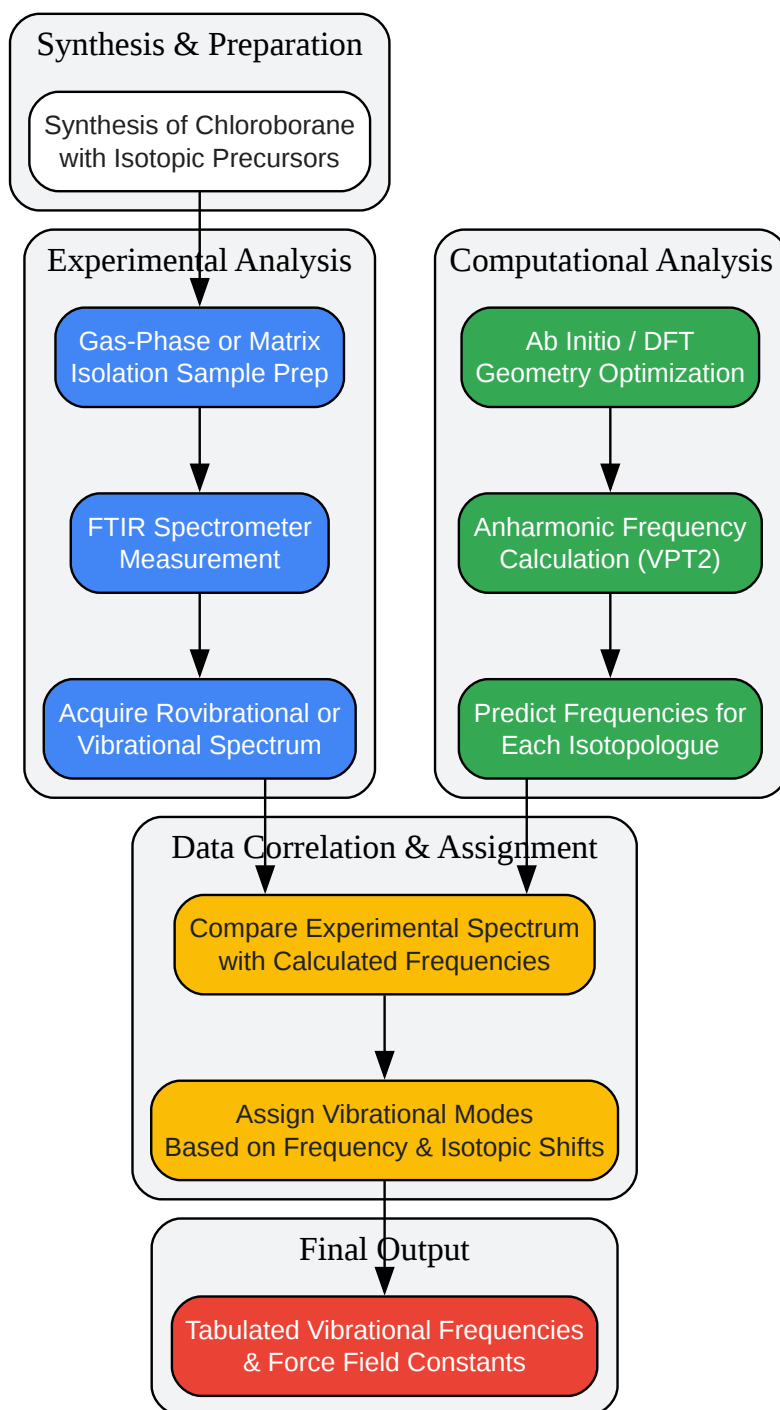 Synthesis & Preparation
Synthesis of Chloroborane
with Isotopic Precursors
Experimental Analysis
Gas-Phase or Matrix
Isolation Sample Prep
FTIR Spectrometer
Measurement
Acquire Rovibrational or
Vibrational Spectrum
Computational Analysis
Ab Initio / DFT
Geometry Optimization
Anharmonic Frequency
Calculation (VPT2)
Predict Frequencies for
Each Isotopologue
Data Correlation & Assignment
Compare Experimental Spectrum
with Calculated Frequencies
Assign Vibrational Modes
Based on Frequency & Isotopic Shifts
Final Output
Tabulated Vibrational Frequencies
& Force Field Constants